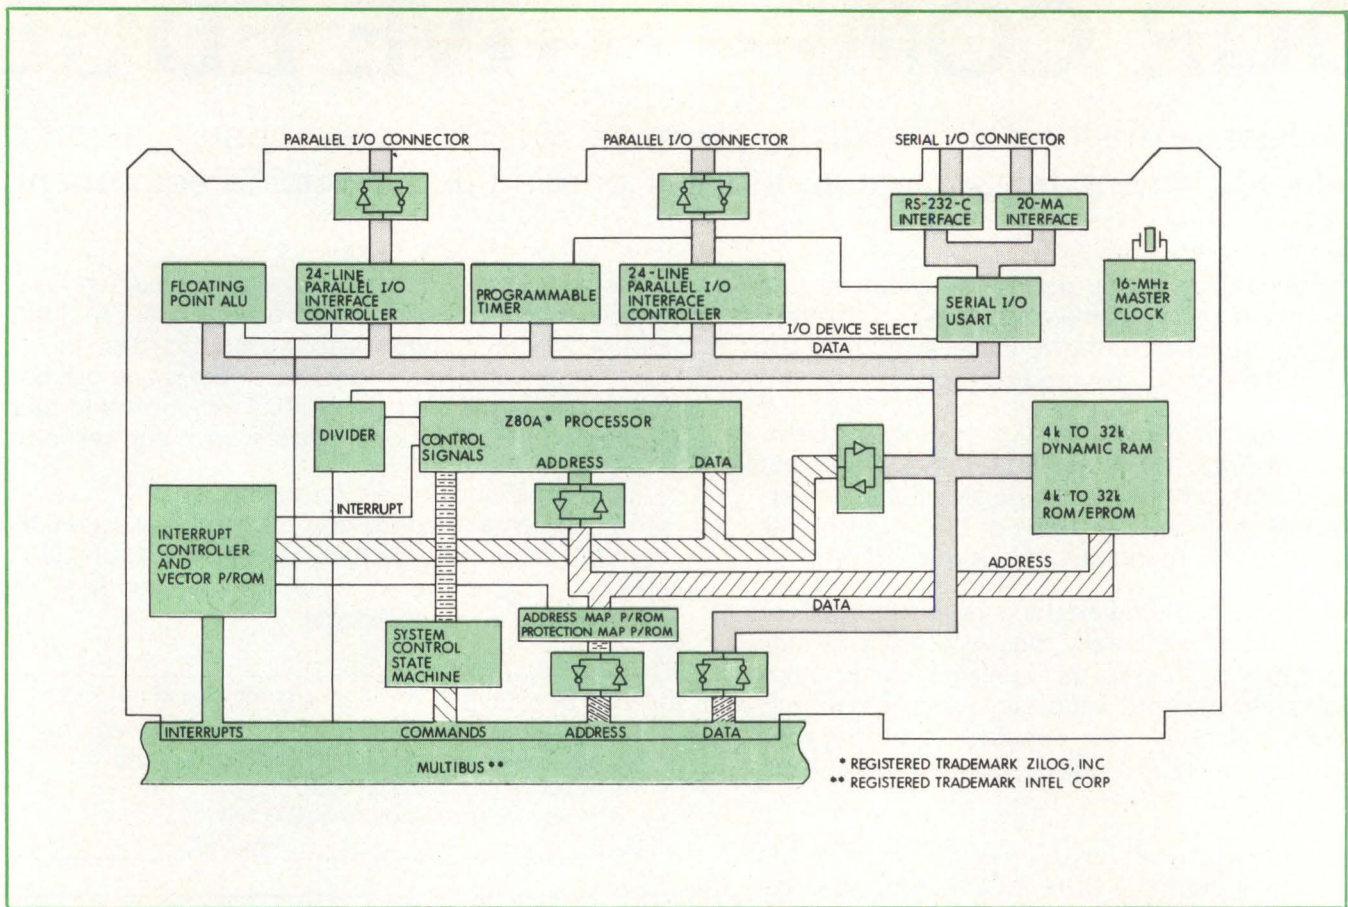 PARALLEL I/O CONNECTOR
PARALLEL I/O CONNECTOR
SERIAL I/O CONNECTOR
RS-232-C
INTERFACE
20-MA
INTERFACE
FLOATING
POINT ALU
24-LINE
PARALLEL I/O
INTERFACE
CONTROLLER
PROGRAMMABLE
TIMER
24-LINE
PARALLEL I/O
INTERFACE
CONTROLLER
SERIAL I/O
USART
16-MHz
MASTER
CLOCK
I/O DEVICE SELECT
DATA
DIVIDER
Z80A* PROCESSOR
CONTROL
SIGNALS
ADDRESS
DATA
4k TO 32k
DYNAMIC RAM
4k TO 32k
ROM/EPROM
INTERRUPT
INTERRUPT
CONTROLLER
AND
VECTOR P/ROM
ADDRESS
DATA
ADDRESS MAP P/ROM
PROTECTION MAP P/ROM
SYSTEM
CONTROL
STATE
MACHINE
INTERRUPTS
COMMANDS
ADDRESS
DATA
MULTIBUS**
* REGISTERED TRADEMARK ZILOG, INC
** REGISTERED TRADEMARK INTEL CORP